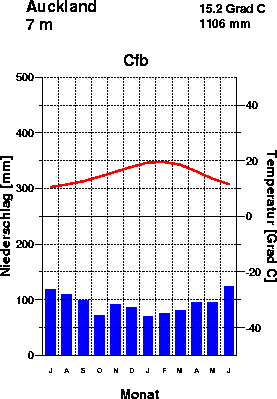 Auckland
7 m
15.2 Grad C
1106 mm
Cfb
500
400
300
200
100
0
Niederschlag [mm]
40
20
0
-20
-40
Temperatur [Grad C]
J A S O N D J F M A M J
Monat